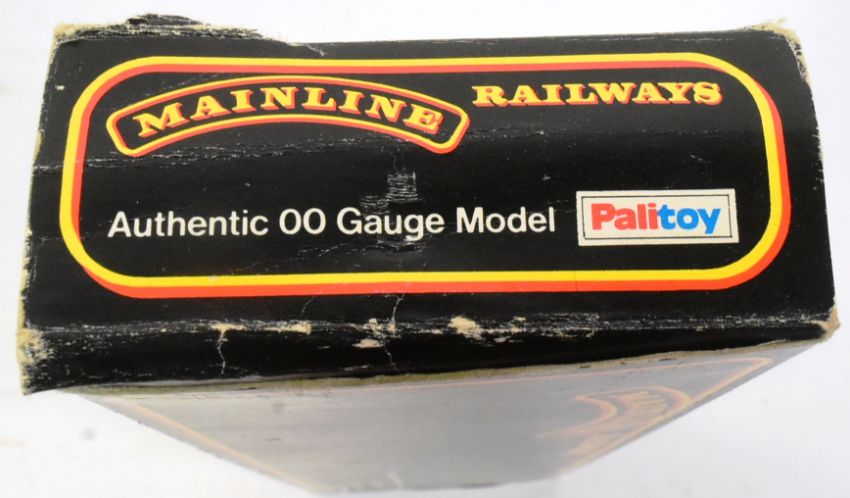 MAINLINE RAILWAYS
Authentic 00 Gauge Model Palitoy